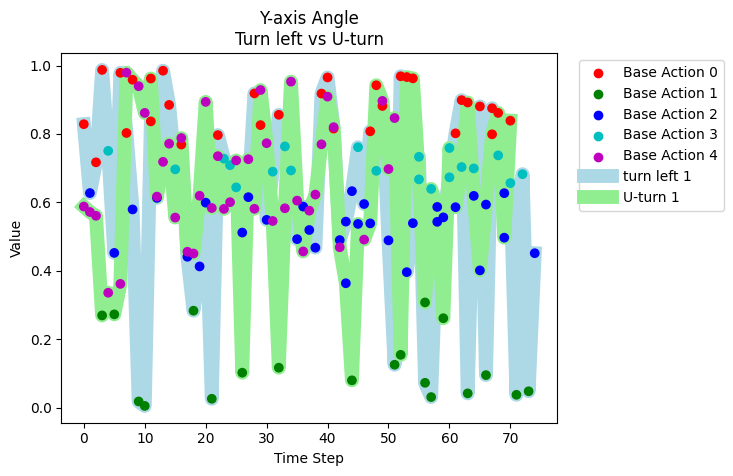 Y-axis Angle
Turn left vs U-turn
Value
1.0
0.8
0.6
0.4
0.2
0.0
0 10 20 30 40 50 60 70
Time Step
Base Action 0
Base Action 1
Base Action 2
Base Action 3
Base Action 4
turn left 1
U-turn 1